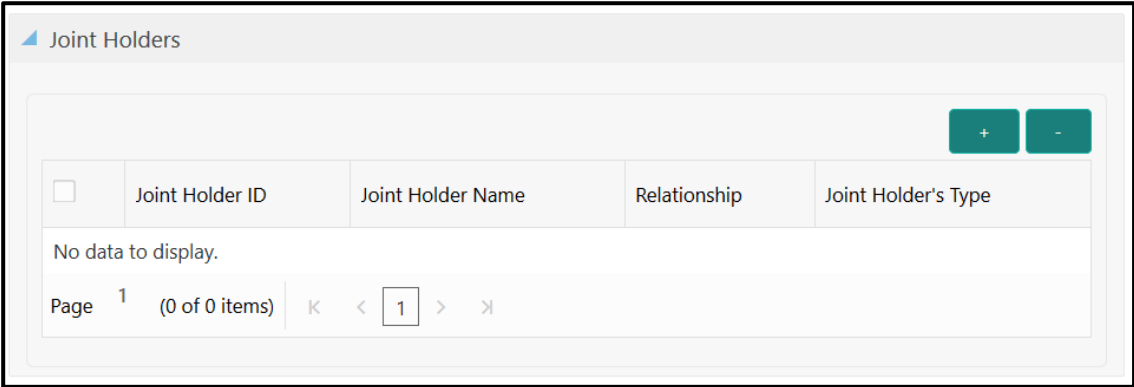 Joint Holders
+ -
Joint Holder ID Joint Holder Name Relationship Joint Holder's Type
No data to display.
Page 1 (0 of 0 items) K < 1 > >|